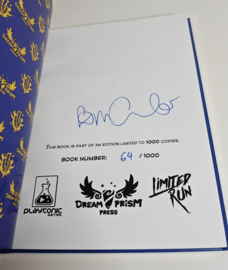 THIS BOOK IS PART OF AN EDITION LIMITED TO 1000 COPIES.
BOOK NUMBER: 64 / 1000
PLAYTONIC
DREAM PRISM
PRESS
LIMITED
RUN